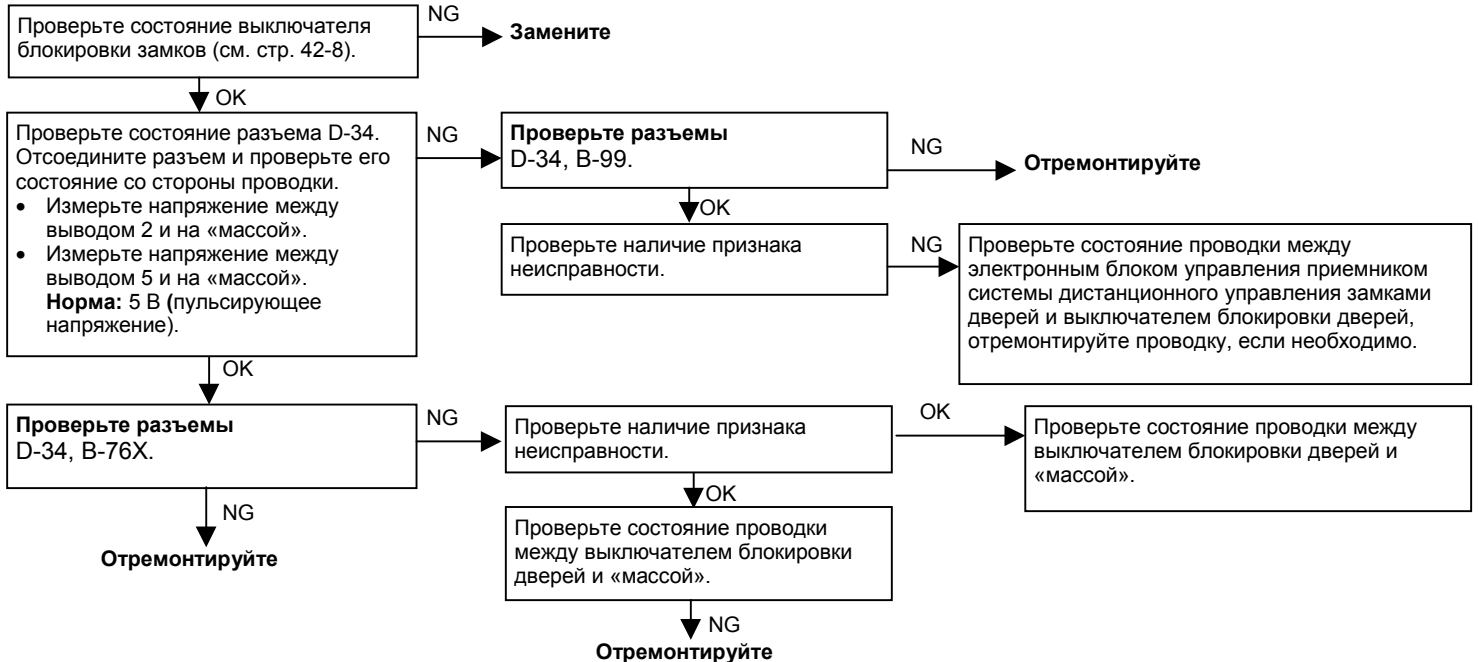 Проверьте состояние выключателя
блокировки замков (см. стр. 42-8).
NG
Замените
OK
Проверьте состояние разъема D-34.
Отсоедините разъем и проверьте его
состояние со стороны проводки.
• Измерьте напряжение между
выводом 2 и на «массой».
• Измерьте напряжение между
выводом 5 и на «массой».
Норма: 5 В (пульсирующее
напряжение).
NG
Проверьте разъемы
D-34, B-99.
NG
Отремонтируйте
OK
Проверьте наличие признака
неисправности.
NG
Проверьте состояние проводки между
электронным блоком управления приемником
системы дистанционного управления замками
дверей и выключателем блокировки дверей,
отремонтируйте проводку, если необходимо.
OK
Проверьте разъемы
D-34, B-76X.
NG
Проверьте наличие признака
неисправности.
OK
Проверьте состояние проводки между
выключателем блокировки дверей и
«массой».
NG
Отремонтируйте
OK
Проверьте состояние проводки
между выключателем блокировки
дверей и «массой».
NG
Отремонтируйте